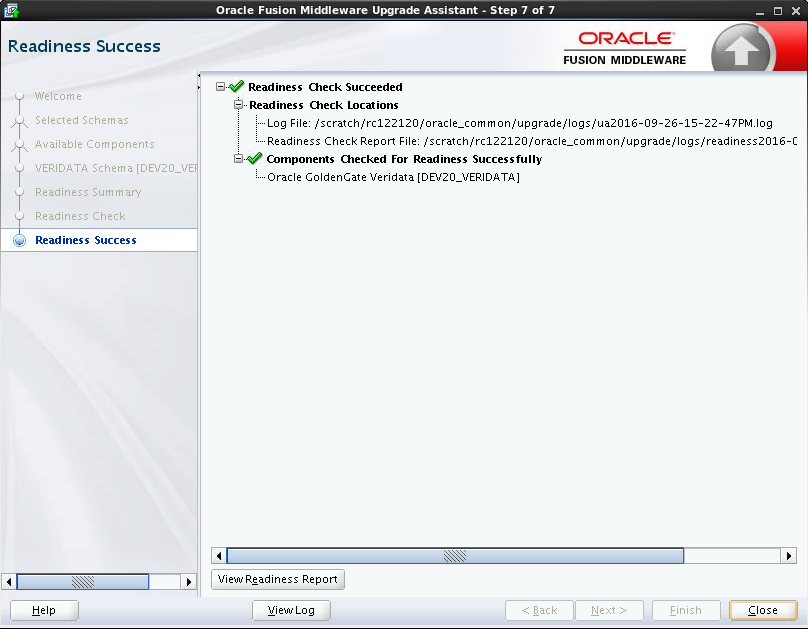 Oracle Fusion Middleware Upgrade Assistant - Step 7 of 7
Readiness Success
ORACLE
FUSION MIDDLEWARE
Welcome
Selected Schemas
Available Components
VERIDATA Schema [DEV20_VER
Readiness Summary
Readiness Check
Readiness Success
Readiness Check Succeeded
Readiness Check Locations
Log File: /scratch/rc122120/oracle_common/upgrade/logs/ua2016-09-26-15-22-47PM.log
Readiness Check Report File: /scratch/rc122120/oracle_common/upgrade/logs/readiness2016-0
Components Checked For Readiness Successfully
Oracle GoldenGate Veridata [DEV20_VERIDATA]
View Readiness Report
Help
View Log
< Back
Next >
Finish
Close